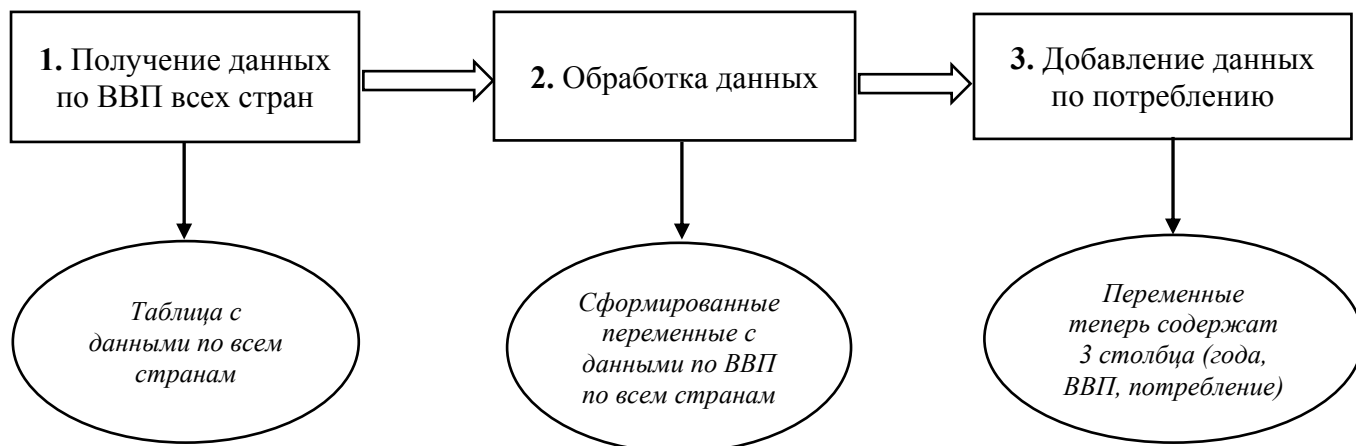 1. Получение данных
по ВВП всех стран
2. Обработка данных
3. Добавление данных
по потреблению
Таблица с
данными по всем
странам
Сформированные
переменные с
данными по ВВП
по всем странам
Переменные
теперь содержат
3 столбца (года,
ВВП, потребление)